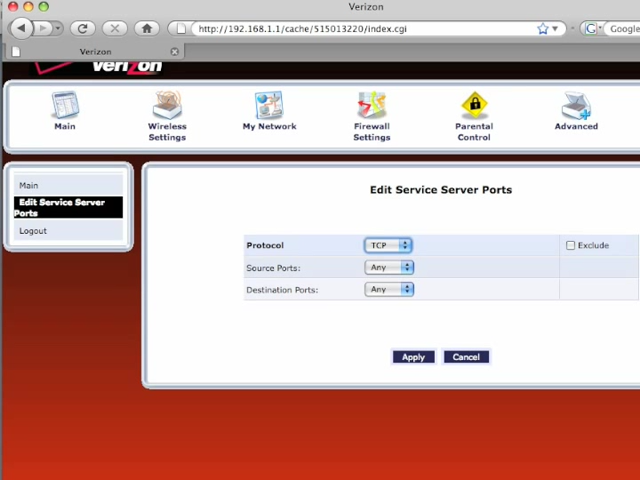 Verizon
http://192.168.1.1/cache/515013220/index.cgi
Google
Verizon
verizon
Main
Wireless Settings
My Network
Firewall Settings
Parental Control
Advanced
Main
Edit Service Server
Ports
Logout
Edit Service Server Ports
Protocol TCP Exclude
Source Ports: Any
Destination Ports: Any
Apply Cancel